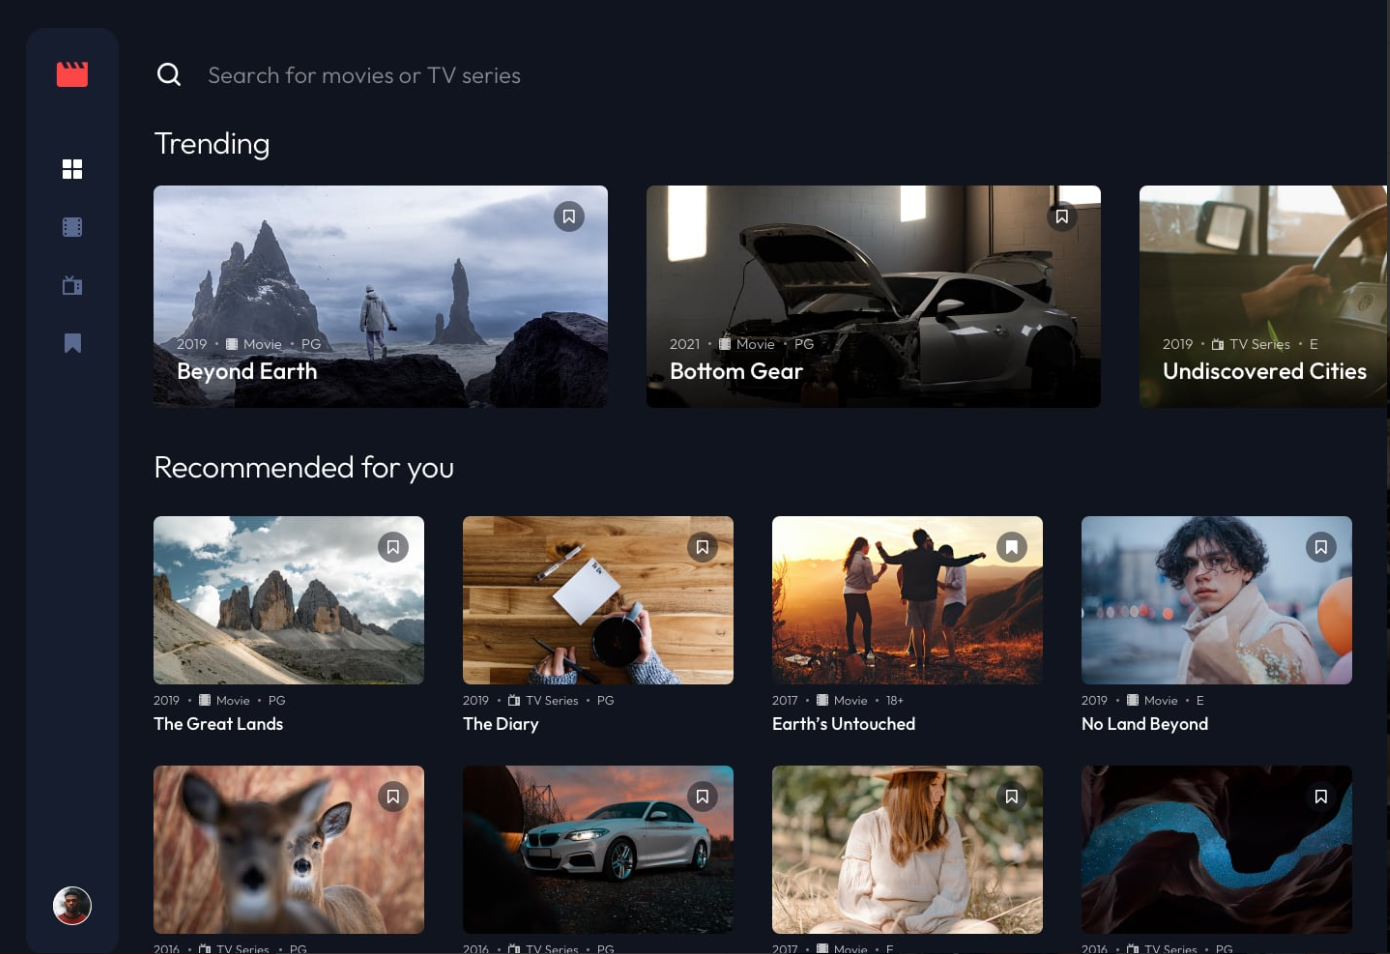 Search for movies or TV series
Trending
2019 • Movie • PG
Beyond Earth
2021 • Movie • PG
Bottom Gear
2019 • TV Series • E
Undiscovered Cities
Recommended for you
2019 • Movie • PG
The Great Lands
2019 • TV Series • PG
The Diary
2017 • Movie • 18+
Earth's Untouched
2019 • Movie • E
No Land Beyond
2016 • TV Series • PG
2016 • TV Series • PG
2017 • Movie • E
2016 • TV Series • PG